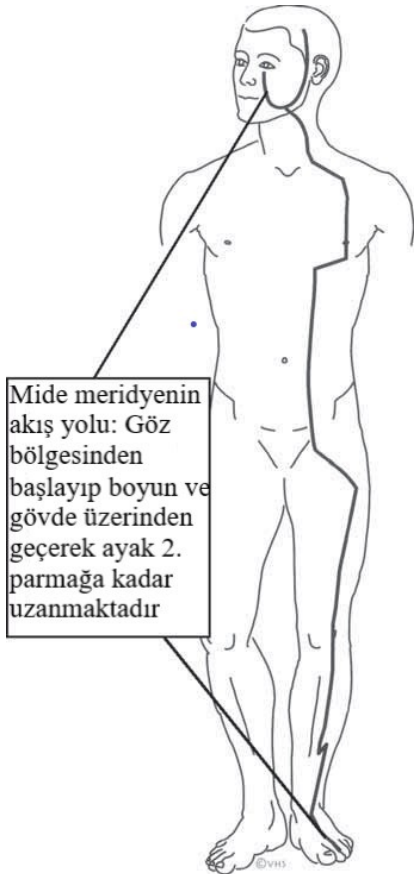 Mide meridyenin
akış yolu: Göz
bölgesinden
başlayıp boyun ve
gövde üzerinden
geçerek ayak 2.
parmağa kadar
uzanmaktadır
©VHS